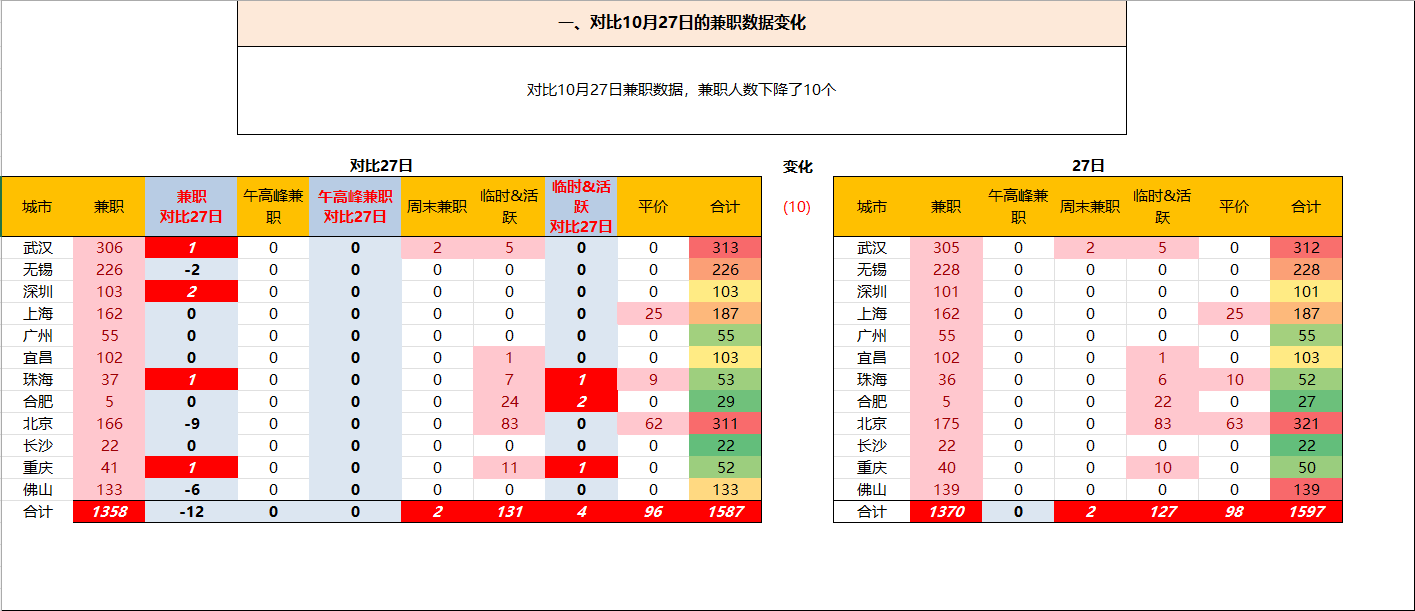 一、对比10月27日的兼职数据变化
对比10月27日兼职数据，兼职人数下降了10个
对比27日 变化 27日
城市 兼职 兼职 对比27日 午高峰兼职 午高峰兼职 对比27日 周末兼职 临时&活跃 临时&活跃 对比27日 平价 合计 (10) 城市 兼职 午高峰兼职 周末兼职 临时&活跃 平价 合计
武汉 306 1 0 0 2 5 0 0 313 武汉 305 0 2 5 0 312
无锡 226 -2 0 0 0 0 0 0 226 无锡 228 0 0 0 0 228
深圳 103 2 0 0 0 0 0 0 103 深圳 101 0 0 0 0 101
上海 162 0 0 0 0 0 0 25 187 上海 162 0 0 0 25 187
广州 55 0 0 0 0 0 0 0 55 广州 55 0 0 0 0 55
宜昌 102 0 0 0 0 1 0 0 103 宜昌 102 0 0 1 0 103
珠海 37 1 0 0 0 7 1 9 53 珠海 36 0 0 6 10 52
合肥 5 0 0 0 0 24 2 0 29 合肥 5 0 0 22 0 27
北京 166 -9 0 0 0 83 0 62 311 北京 175 0 0 83 63 321
长沙 22 0 0 0 0 0 0 0 22 长沙 22 0 0 0 0 22
重庆 41 1 0 0 0 11 1 0 52 重庆 40 0 0 10 0 50
佛山 133 -6 0 0 0 0 0 0 133 佛山 139 0 0 0 0 139
合计 1358 -12 0 0 2 131 4 96 1587 合计 1370 0 2 127 98 1597